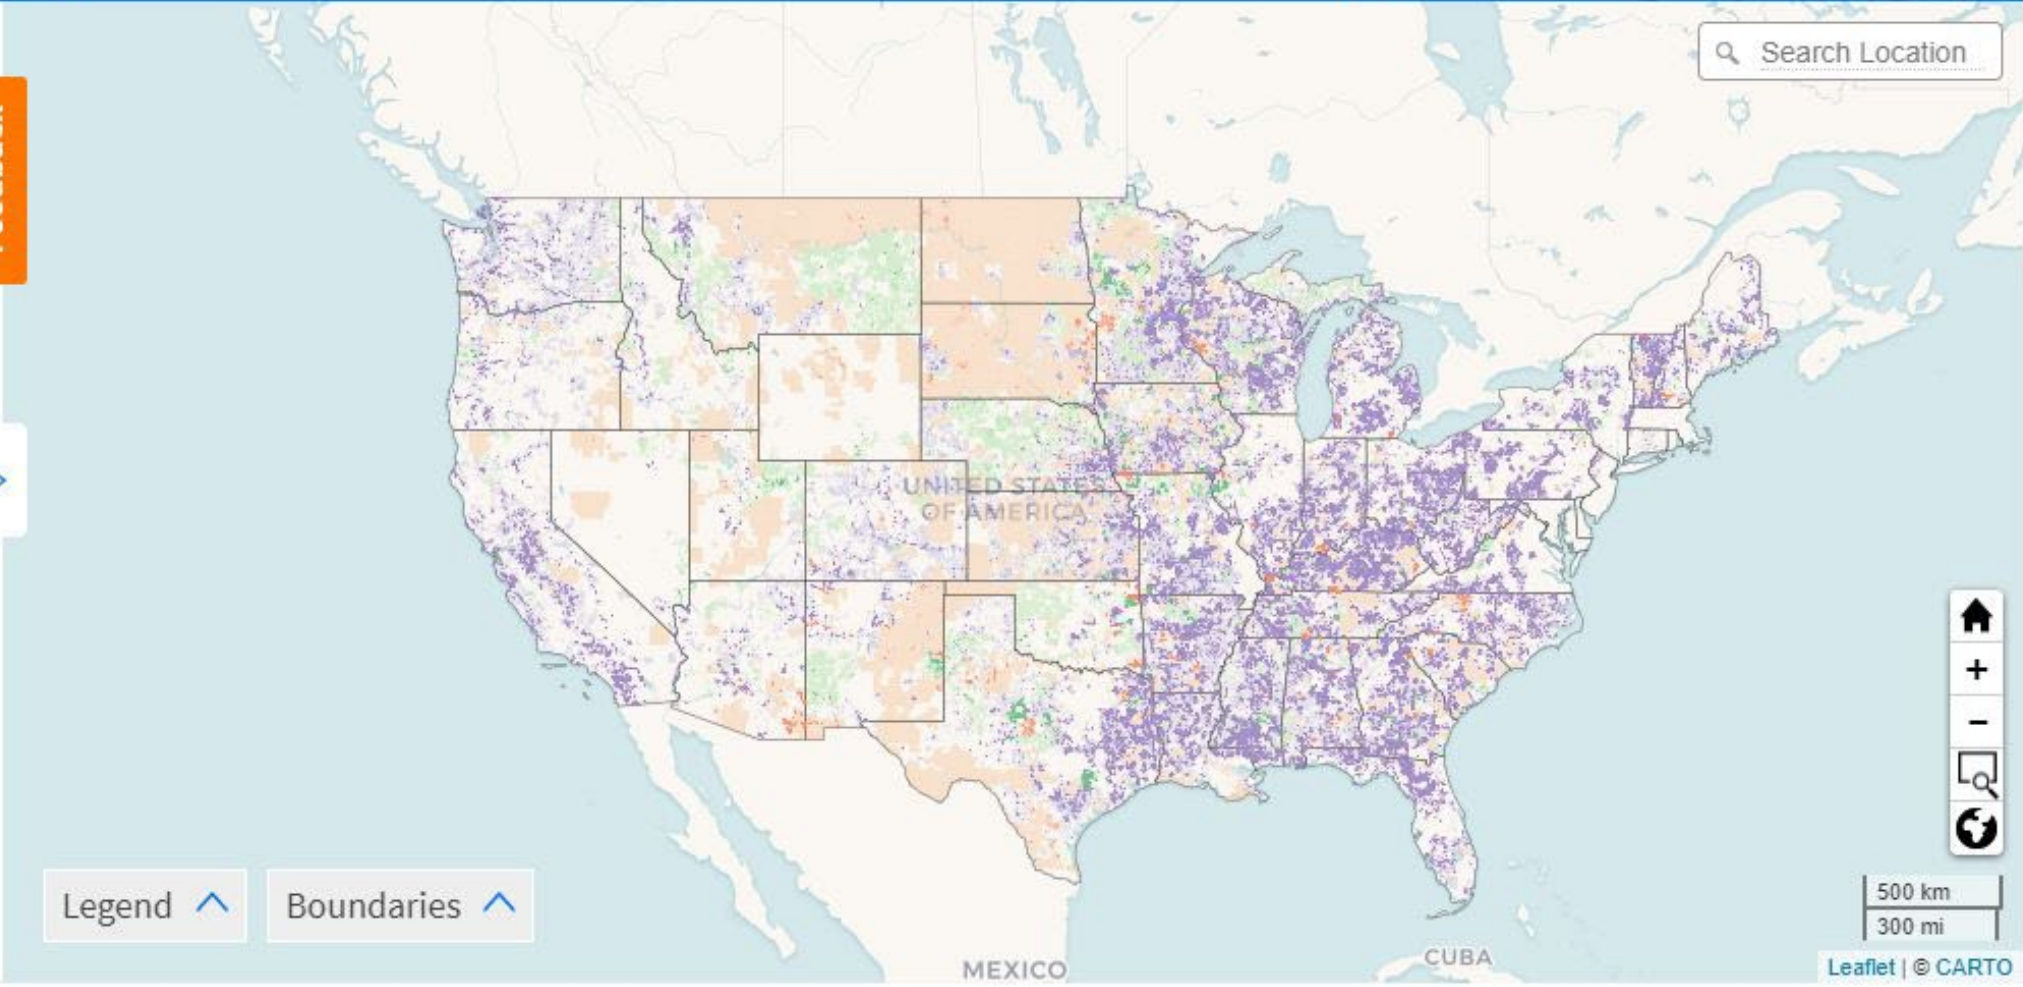 Search Location
UNITED STATES
OF AMERICA
Legend
Boundaries
MEXICO
CUBA
+
−
500 km
300 mi
Leaflet | © CARTO